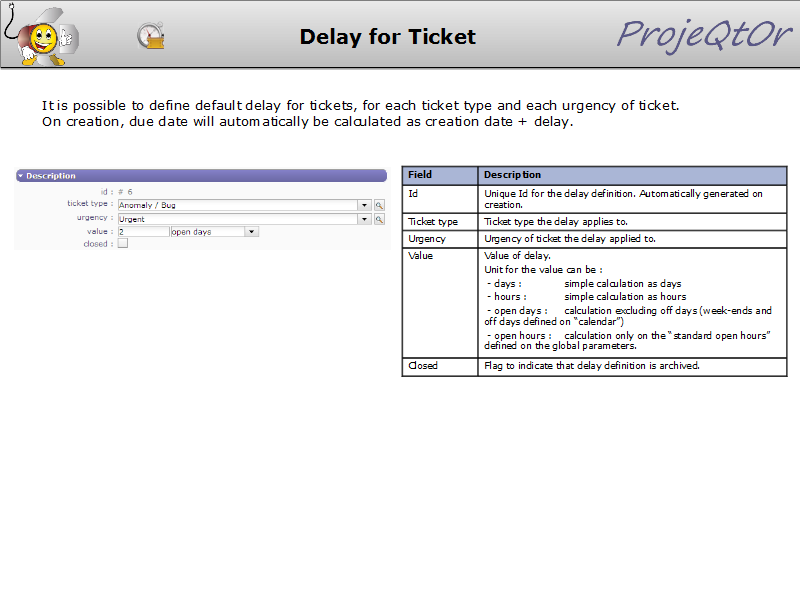 Delay for Ticket
ProjeQtOr
It is possible to define default delay for tickets, for each ticket type and each urgency of ticket.
On creation, due date will automatically be calculated as creation date + delay.
Description
id : # 6
ticket type : Anomaly / Bug
urgency : Urgent
value : 2 open days
closed :
Field Description
Id Unique Id for the delay definition. Automatically generated on
creation.
Ticket type Ticket type the delay applies to.
Urgency Urgency of ticket the delay applied to.
Value Value of delay.
Unit for the value can be :
- days : simple calculation as days
- hours : simple calculation as hours
- open days : calculation excluding off days (week-ends and
off days defined on “calendar”)
- open hours : calculation only on the “standard open hours”
defined on the global parameters.
Closed Flag to indicate that delay definition is archived.